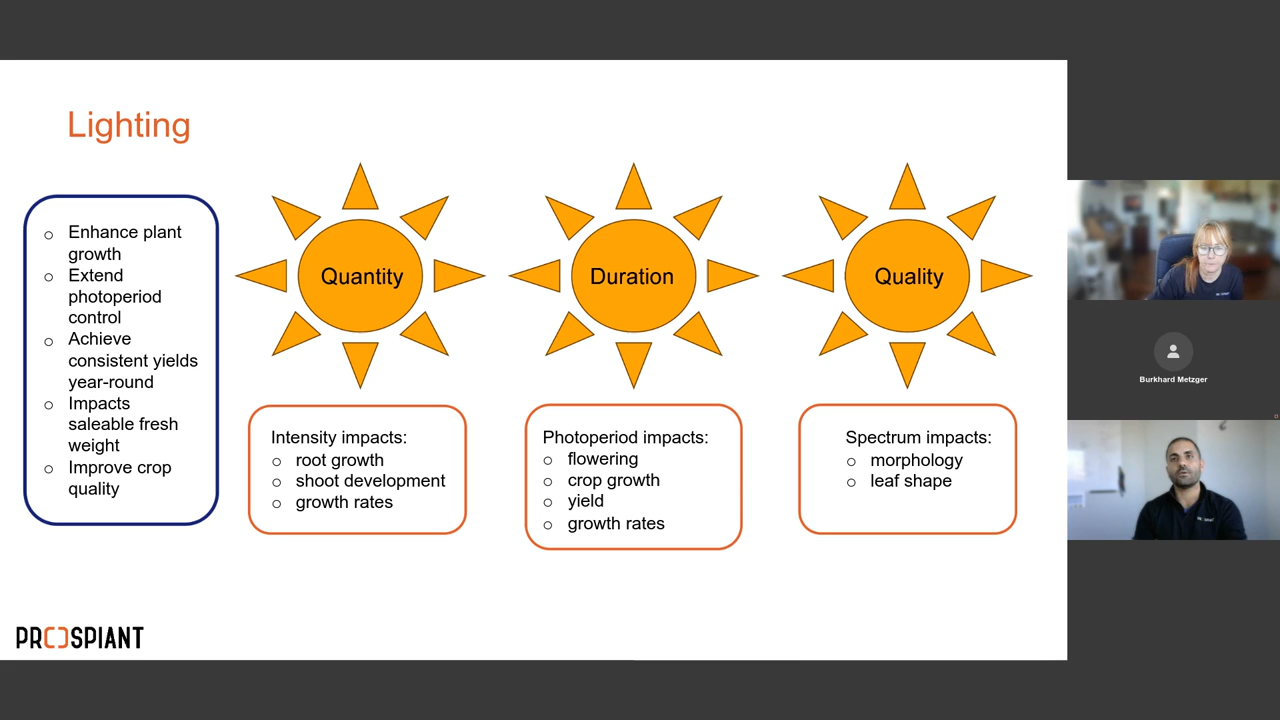 Lighting
o Enhance plant
growth
o Extend
photoperiod
control
o Achieve
consistent yields
year-round
o Impacts
saleable fresh
weight
o Improve crop
quality
Quantity
Intensity impacts:
o root growth
o shoot development
o growth rates
Duration
Photoperiod impacts:
o flowering
o crop growth
o yield
o growth rates
Quality
Spectrum impacts:
o morphology
o leaf shape
PROSPIANT
Burkhard Metzger